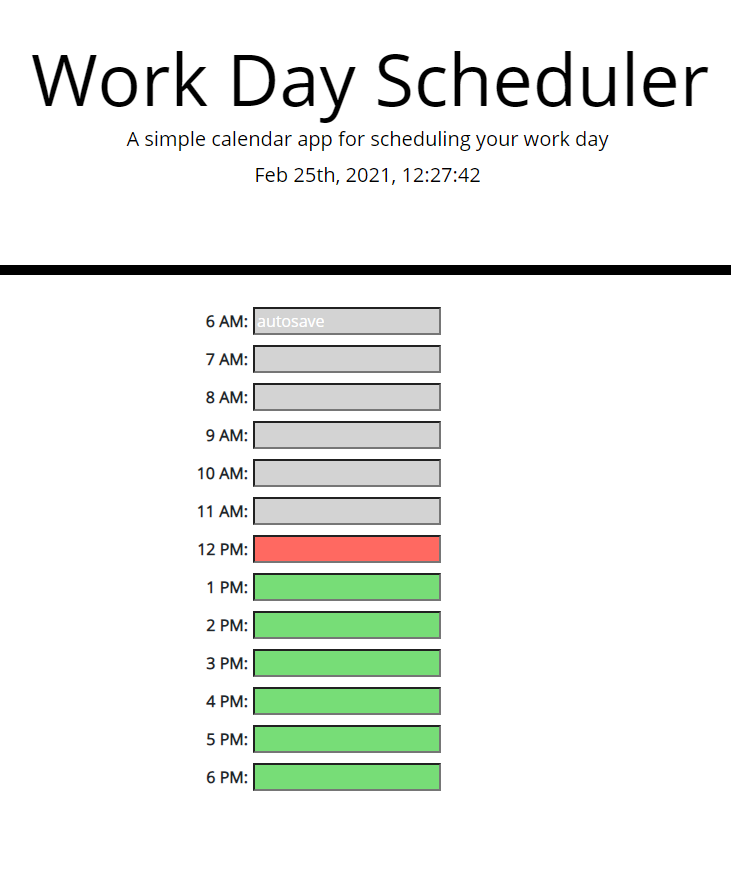 Work Day Scheduler
A simple calendar app for scheduling your work day
Feb 25th, 2021, 12:27:42
6 AM: autosave
7 AM:
8 AM:
9 AM:
10 AM:
11 AM:
12 PM:
1 PM:
2 PM:
3 PM:
4 PM:
5 PM:
6 PM: